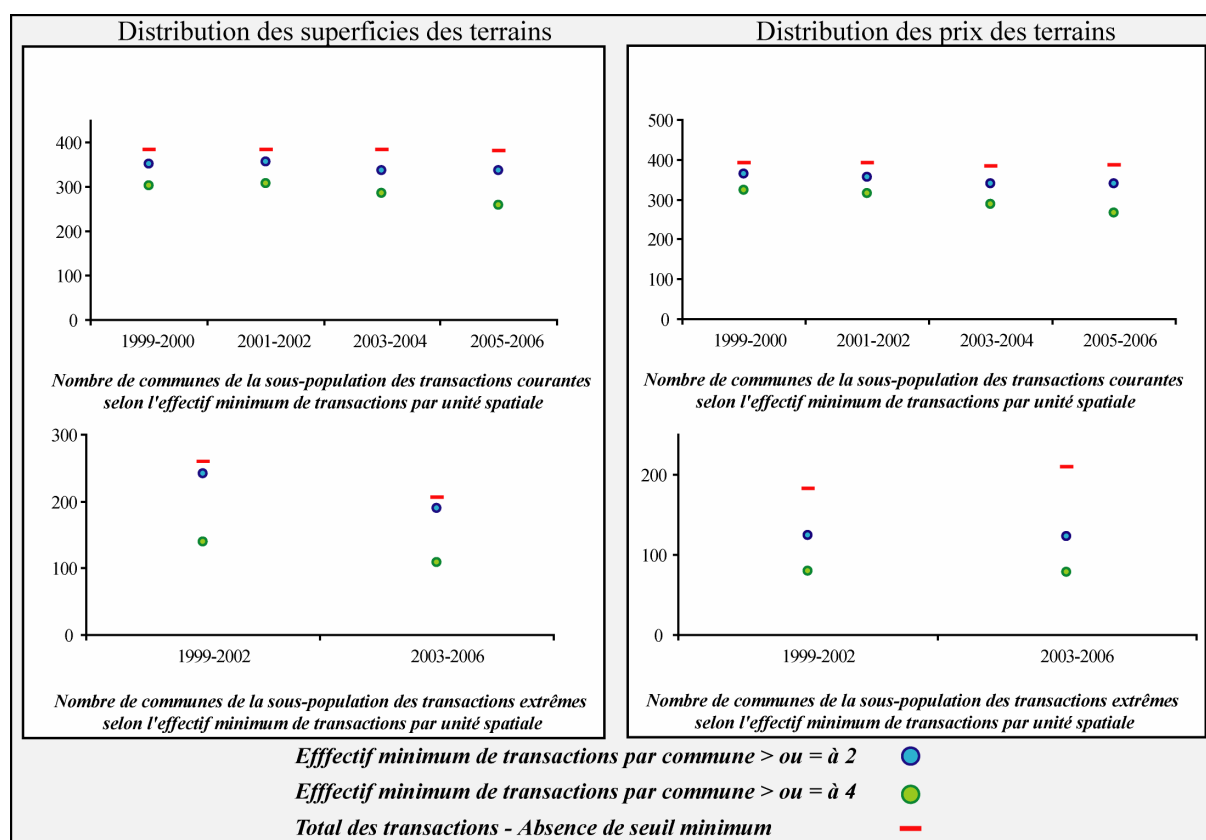 Distribution des superficies des terrains
400
300
200
100
0
1999-2000 2001-2002 2003-2004 2005-2006
Nombre de communes de la sous-population des transactions courantes
selon l'effectif minimum de transactions par unité spatiale
300
200
100
0
1999-2002 2003-2006
Nombre de communes de la sous-population des transactions extrêmes
selon l'effectif minimum de transactions par unité spatiale
Distribution des prix des terrains
500
400
300
200
100
0
1999-2000 2001-2002 2003-2004 2005-2006
Nombre de communes de la sous-population des transactions courantes
selon l'effectif minimum de transactions par unité spatiale
200
100
0
1999-2002 2003-2006
Nombre de communes de la sous-population des transactions extrêmes
selon l'effectif minimum de transactions par unité spatiale
Efffectif minimum de transactions par commune > ou = à 2
Efffectif minimum de transactions par commune > ou = à 4
Total des transactions - Absence de seuil minimum